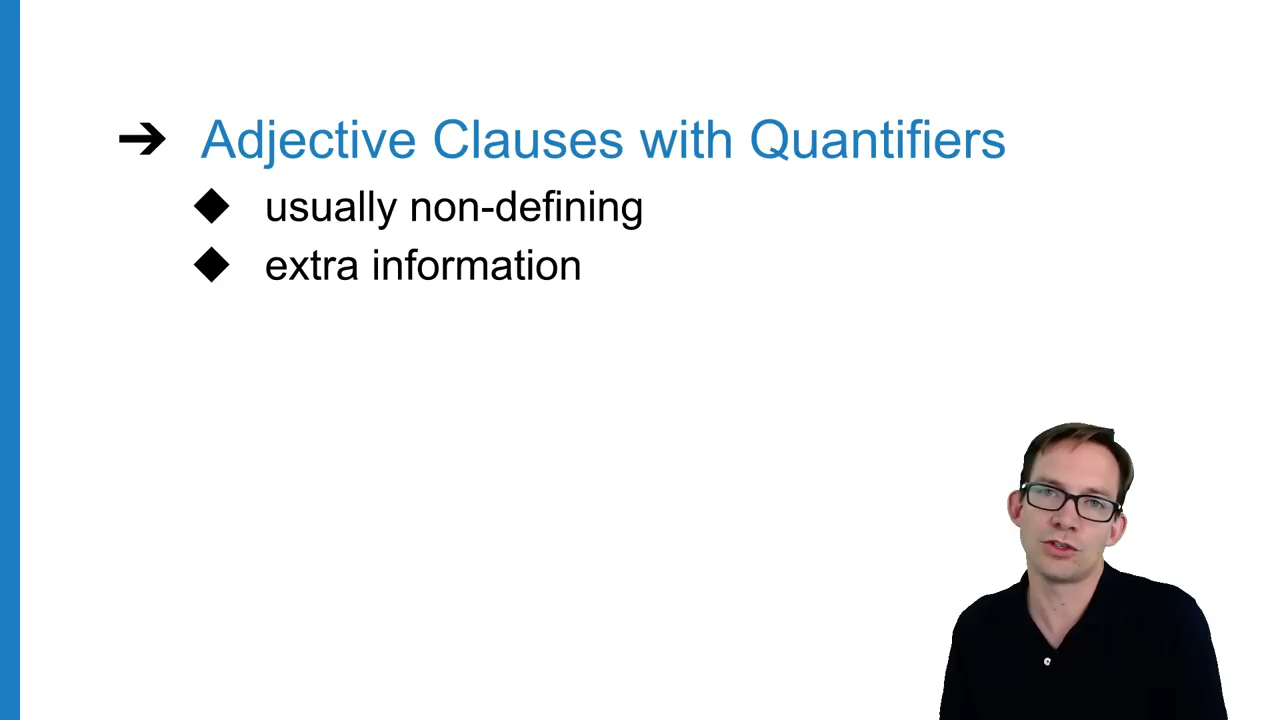 ➔ Adjective Clauses with Quantifiers
◆ usually non-defining
◆ extra information